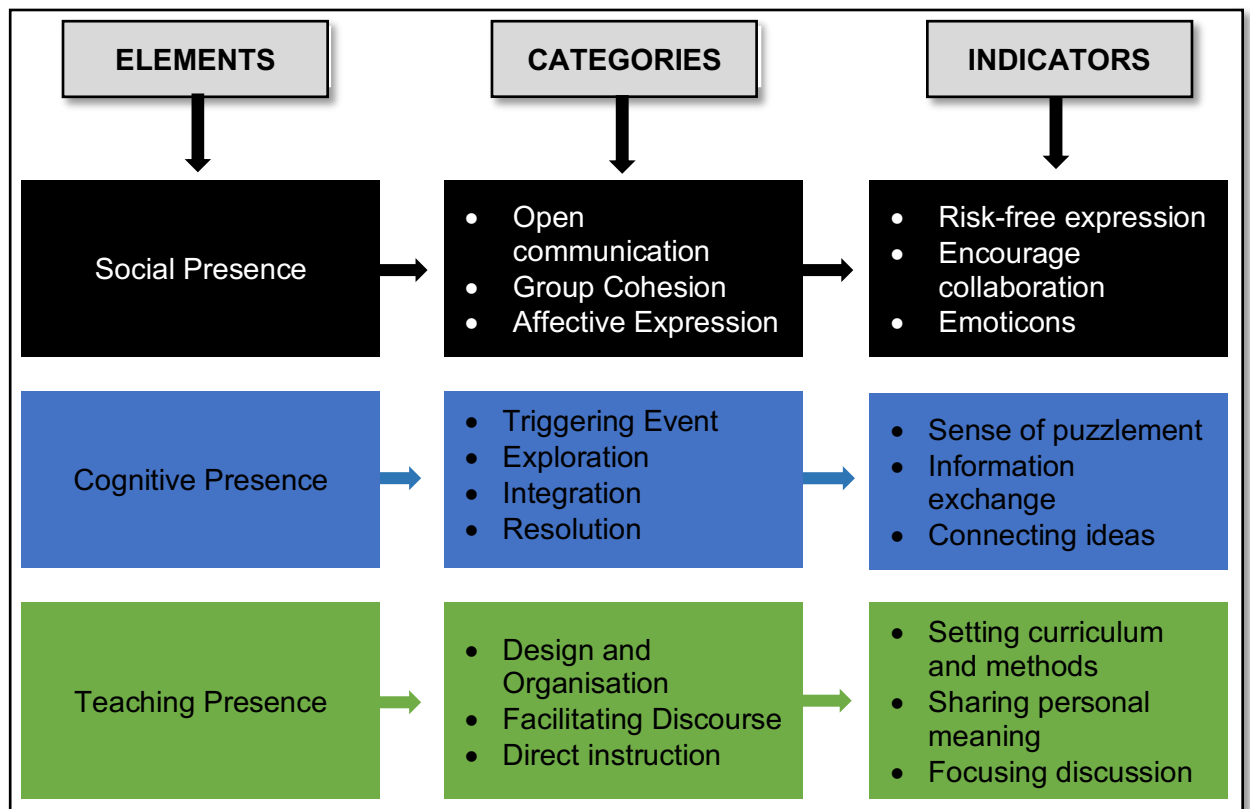 ELEMENTS
CATEGORIES
INDICATORS
Social Presence
• Open
communication
• Group Cohesion
• Affective Expression
• Risk-free expression
• Encourage
collaboration
• Emoticons
Cognitive Presence
• Triggering Event
• Exploration
• Integration
• Resolution
• Sense of puzzlement
• Information
exchange
• Connecting ideas
Teaching Presence
• Design and
Organisation
• Facilitating Discourse
• Direct instruction
• Setting curriculum
and methods
• Sharing personal
meaning
• Focusing discussion